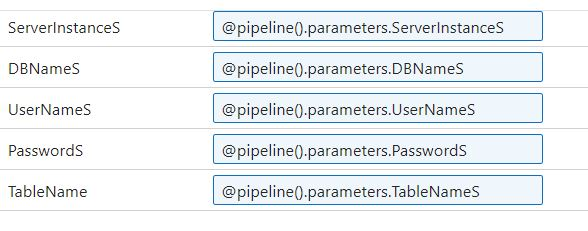 ServerInstanceS @pipeline().parameters.ServerInstanceS
DBNameS @pipeline().parameters.DBNameS
UserNameS @pipeline().parameters.UserNameS
PasswordS @pipeline().parameters.PasswordS
TableName @pipeline().parameters.TableNameS